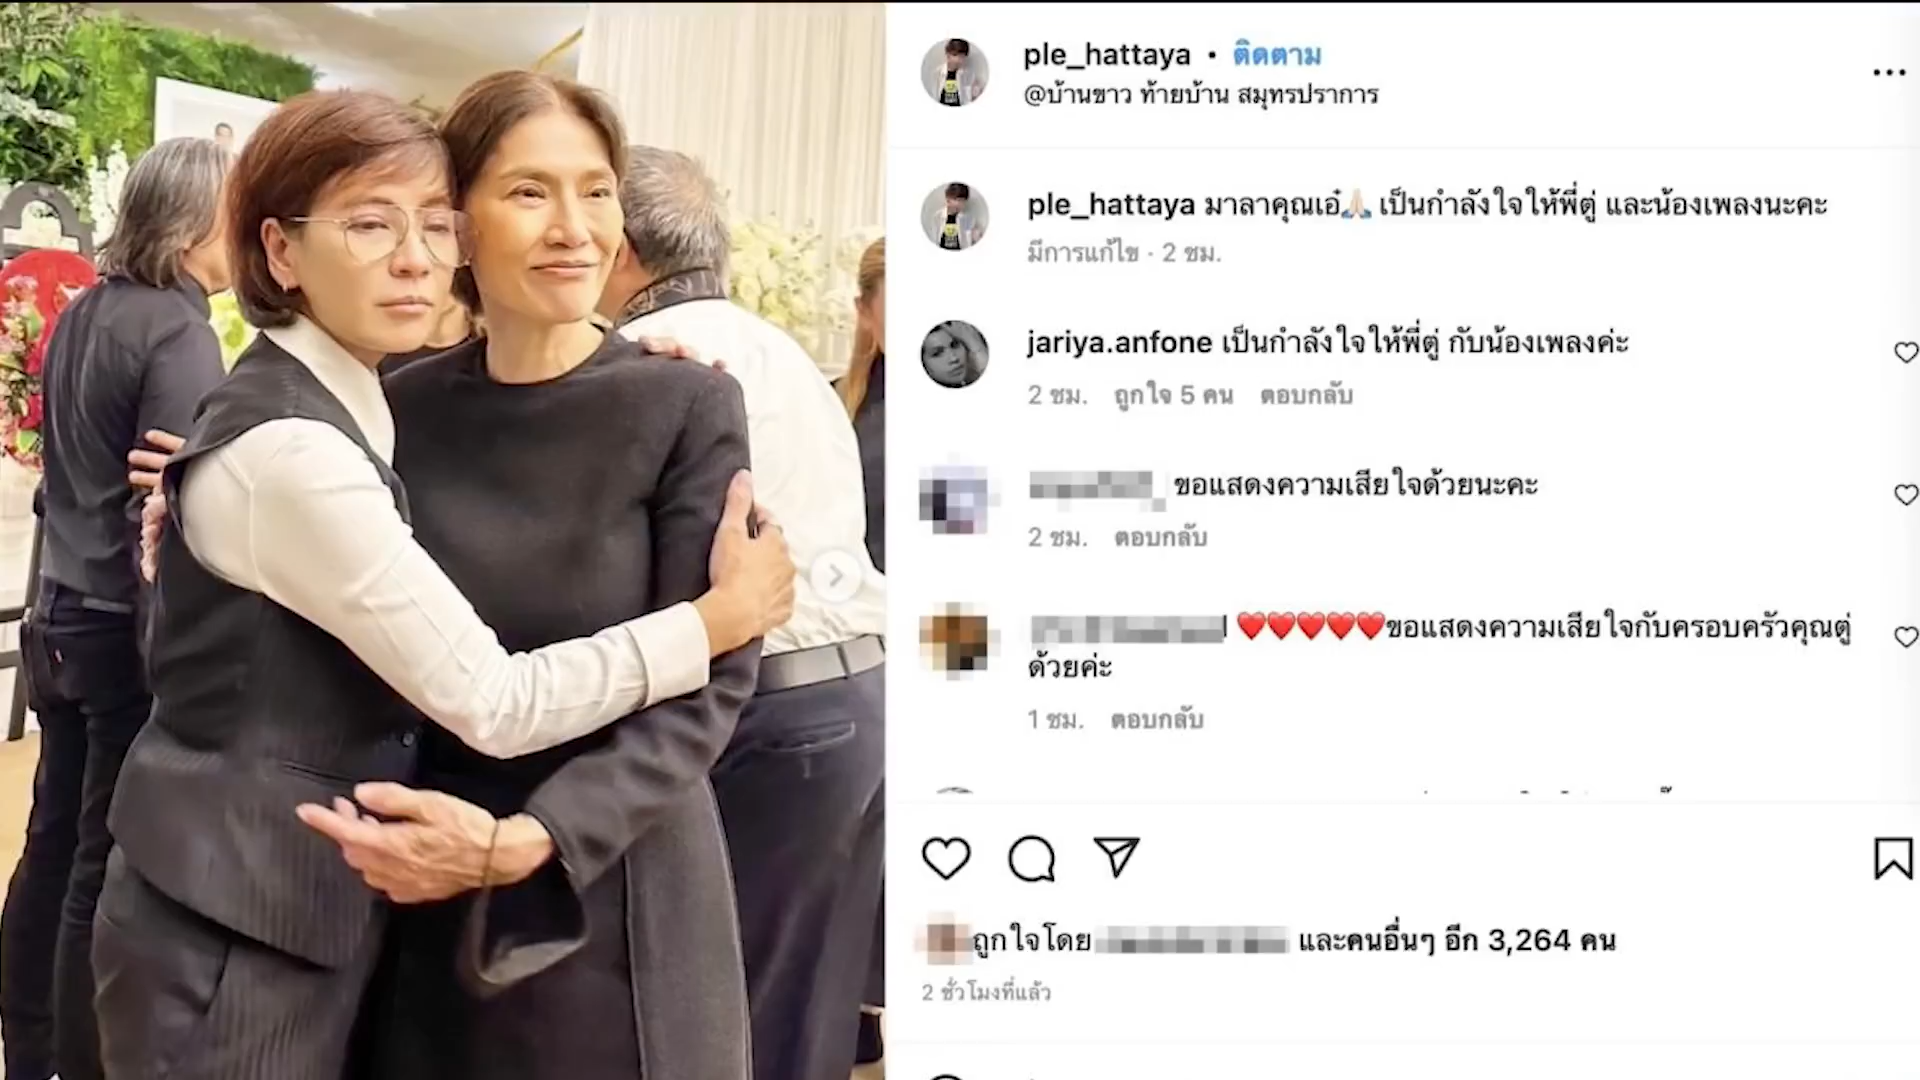 ple_hattaya • ติดตาม
@บ้านขาว ท้ายบ้าน สมุทรปราการ
ple_hattaya มาลาคุณเอ๋🙏🏻 เป็นกำลังใจให้พี่ตู่ และน้องเพลงนะคะ
มีการแก้ไข · 2 ชม.
jariya.anfone เป็นกำลังใจให้พี่ตู่ กับน้องเพลงค่ะ
2 ชม. ถูกใจ 5 คน ตอบกลับ
ขอแสดงความเสียใจด้วยนะคะ
2 ชม. ตอบกลับ
❤️❤️❤️❤️❤️ขอแสดงความเสียใจกับครอบครัวคุณตู่
ด้วยค่ะ
1 ชม. ตอบกลับ
ถูกใจโดย และคนอื่นๆ อีก 3,264 คน
2 ชั่วโมงที่แล้ว